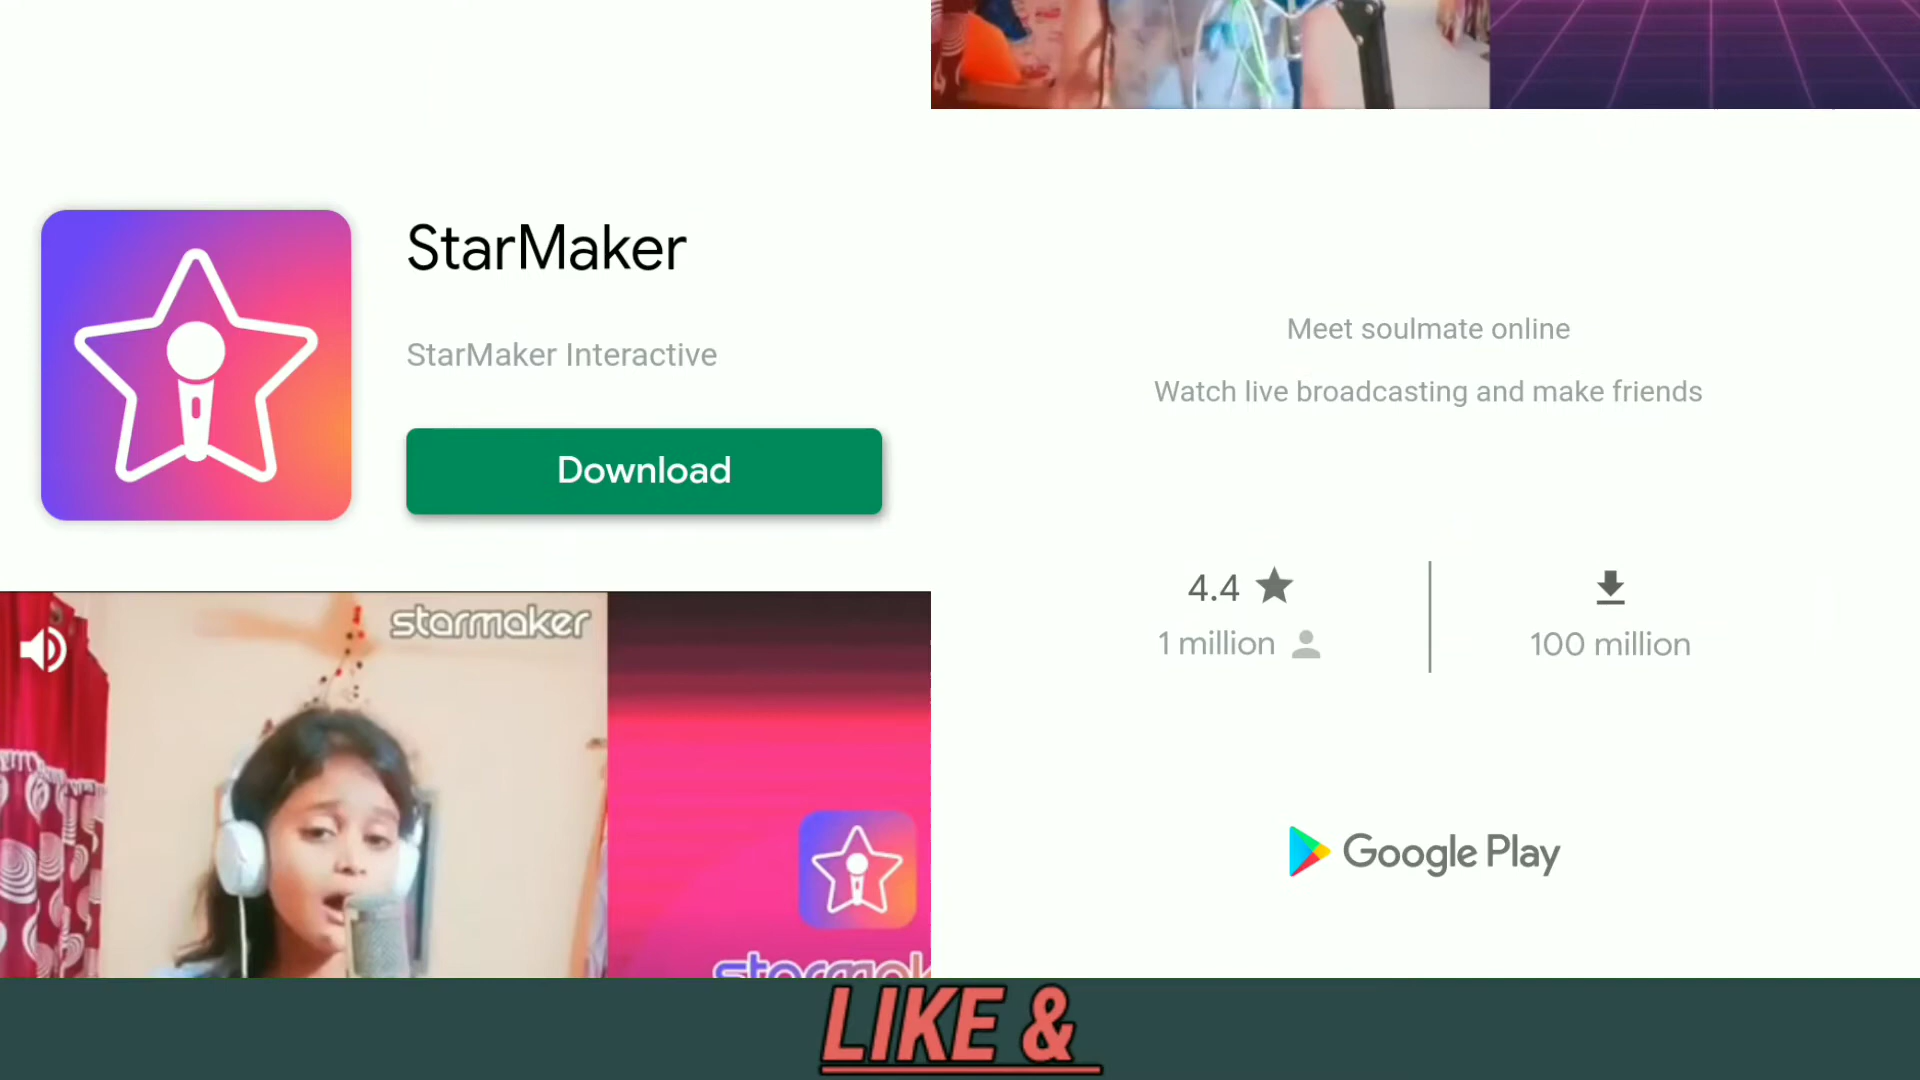 StarMaker
StarMaker Interactive
Download
starmaker
Meet soulmate online
Watch live broadcasting and make friends
4.4
1 million
100 million
Google Play
LIKE &